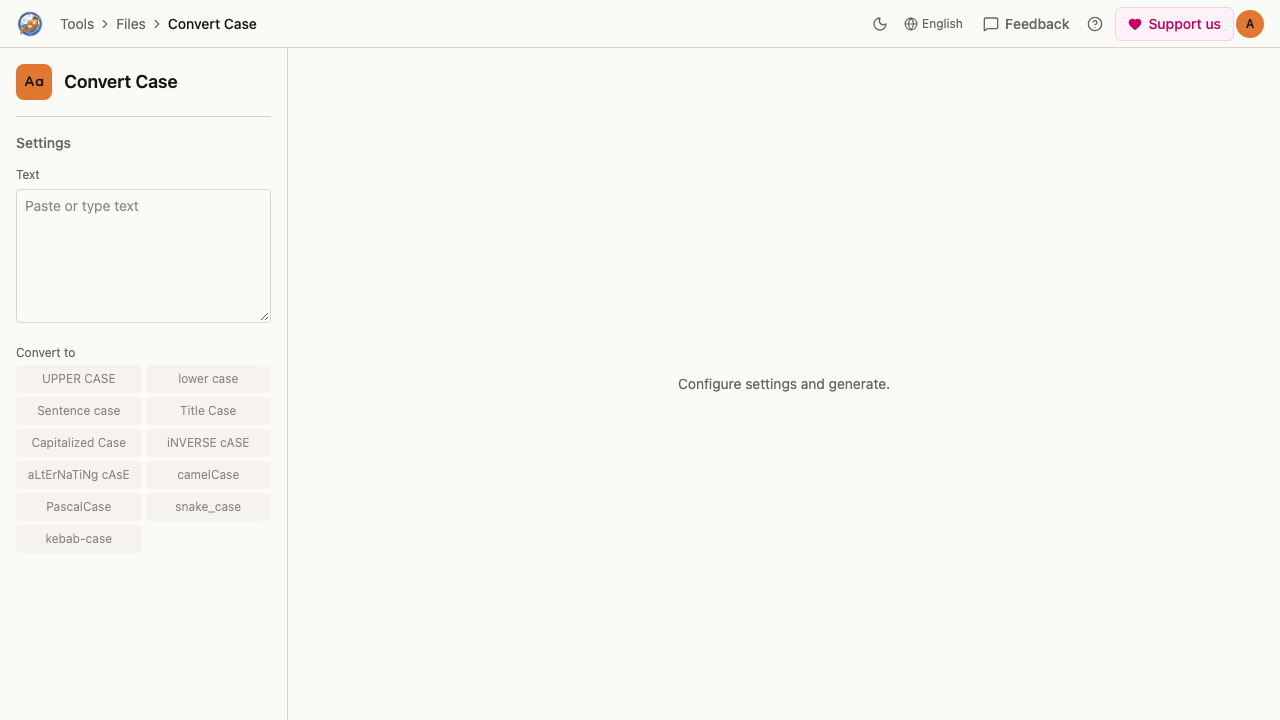 Tools > Files > Convert Case
English
Feedback
Support us
A
Aa
Convert Case
Settings
Text
Paste or type text
Convert to
UPPER CASE
lower case
Sentence case
Title Case
Capitalized Case
iNVERSE cASE
aLtErNaTiNg cAsE
camelCase
PascalCase
snake_case
kebab-case
Configure settings and generate.